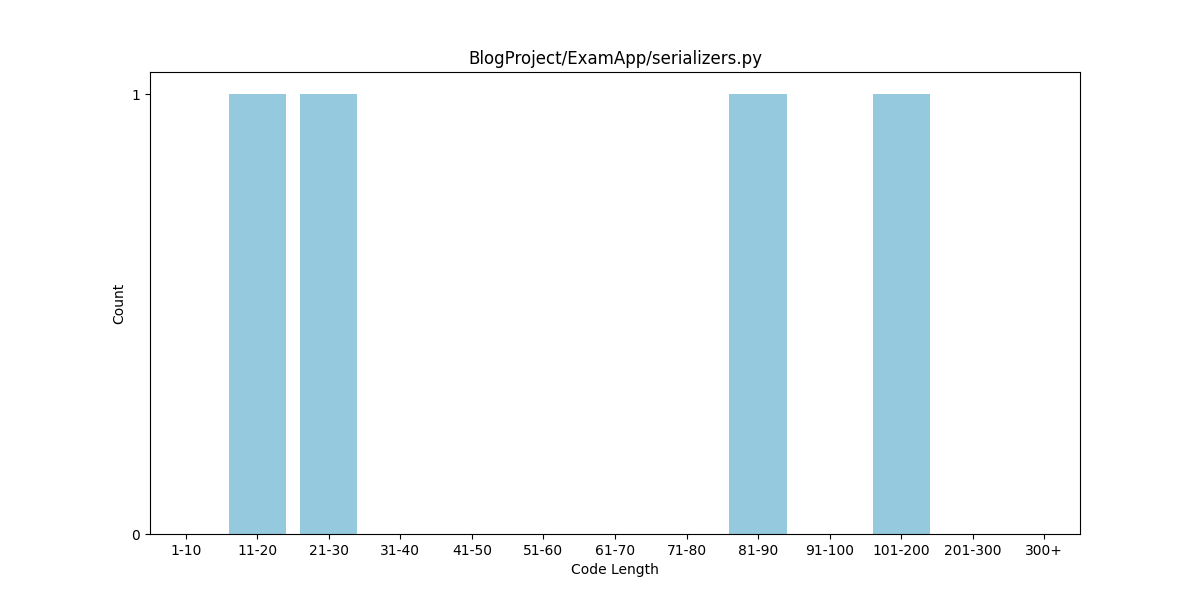 BlogProject/ExamApp/serializers.py
1
Count
0
1-10 11-20 21-30 31-40 41-50 51-60 61-70 71-80 81-90 91-100 101-200 201-300 300+
Code Length